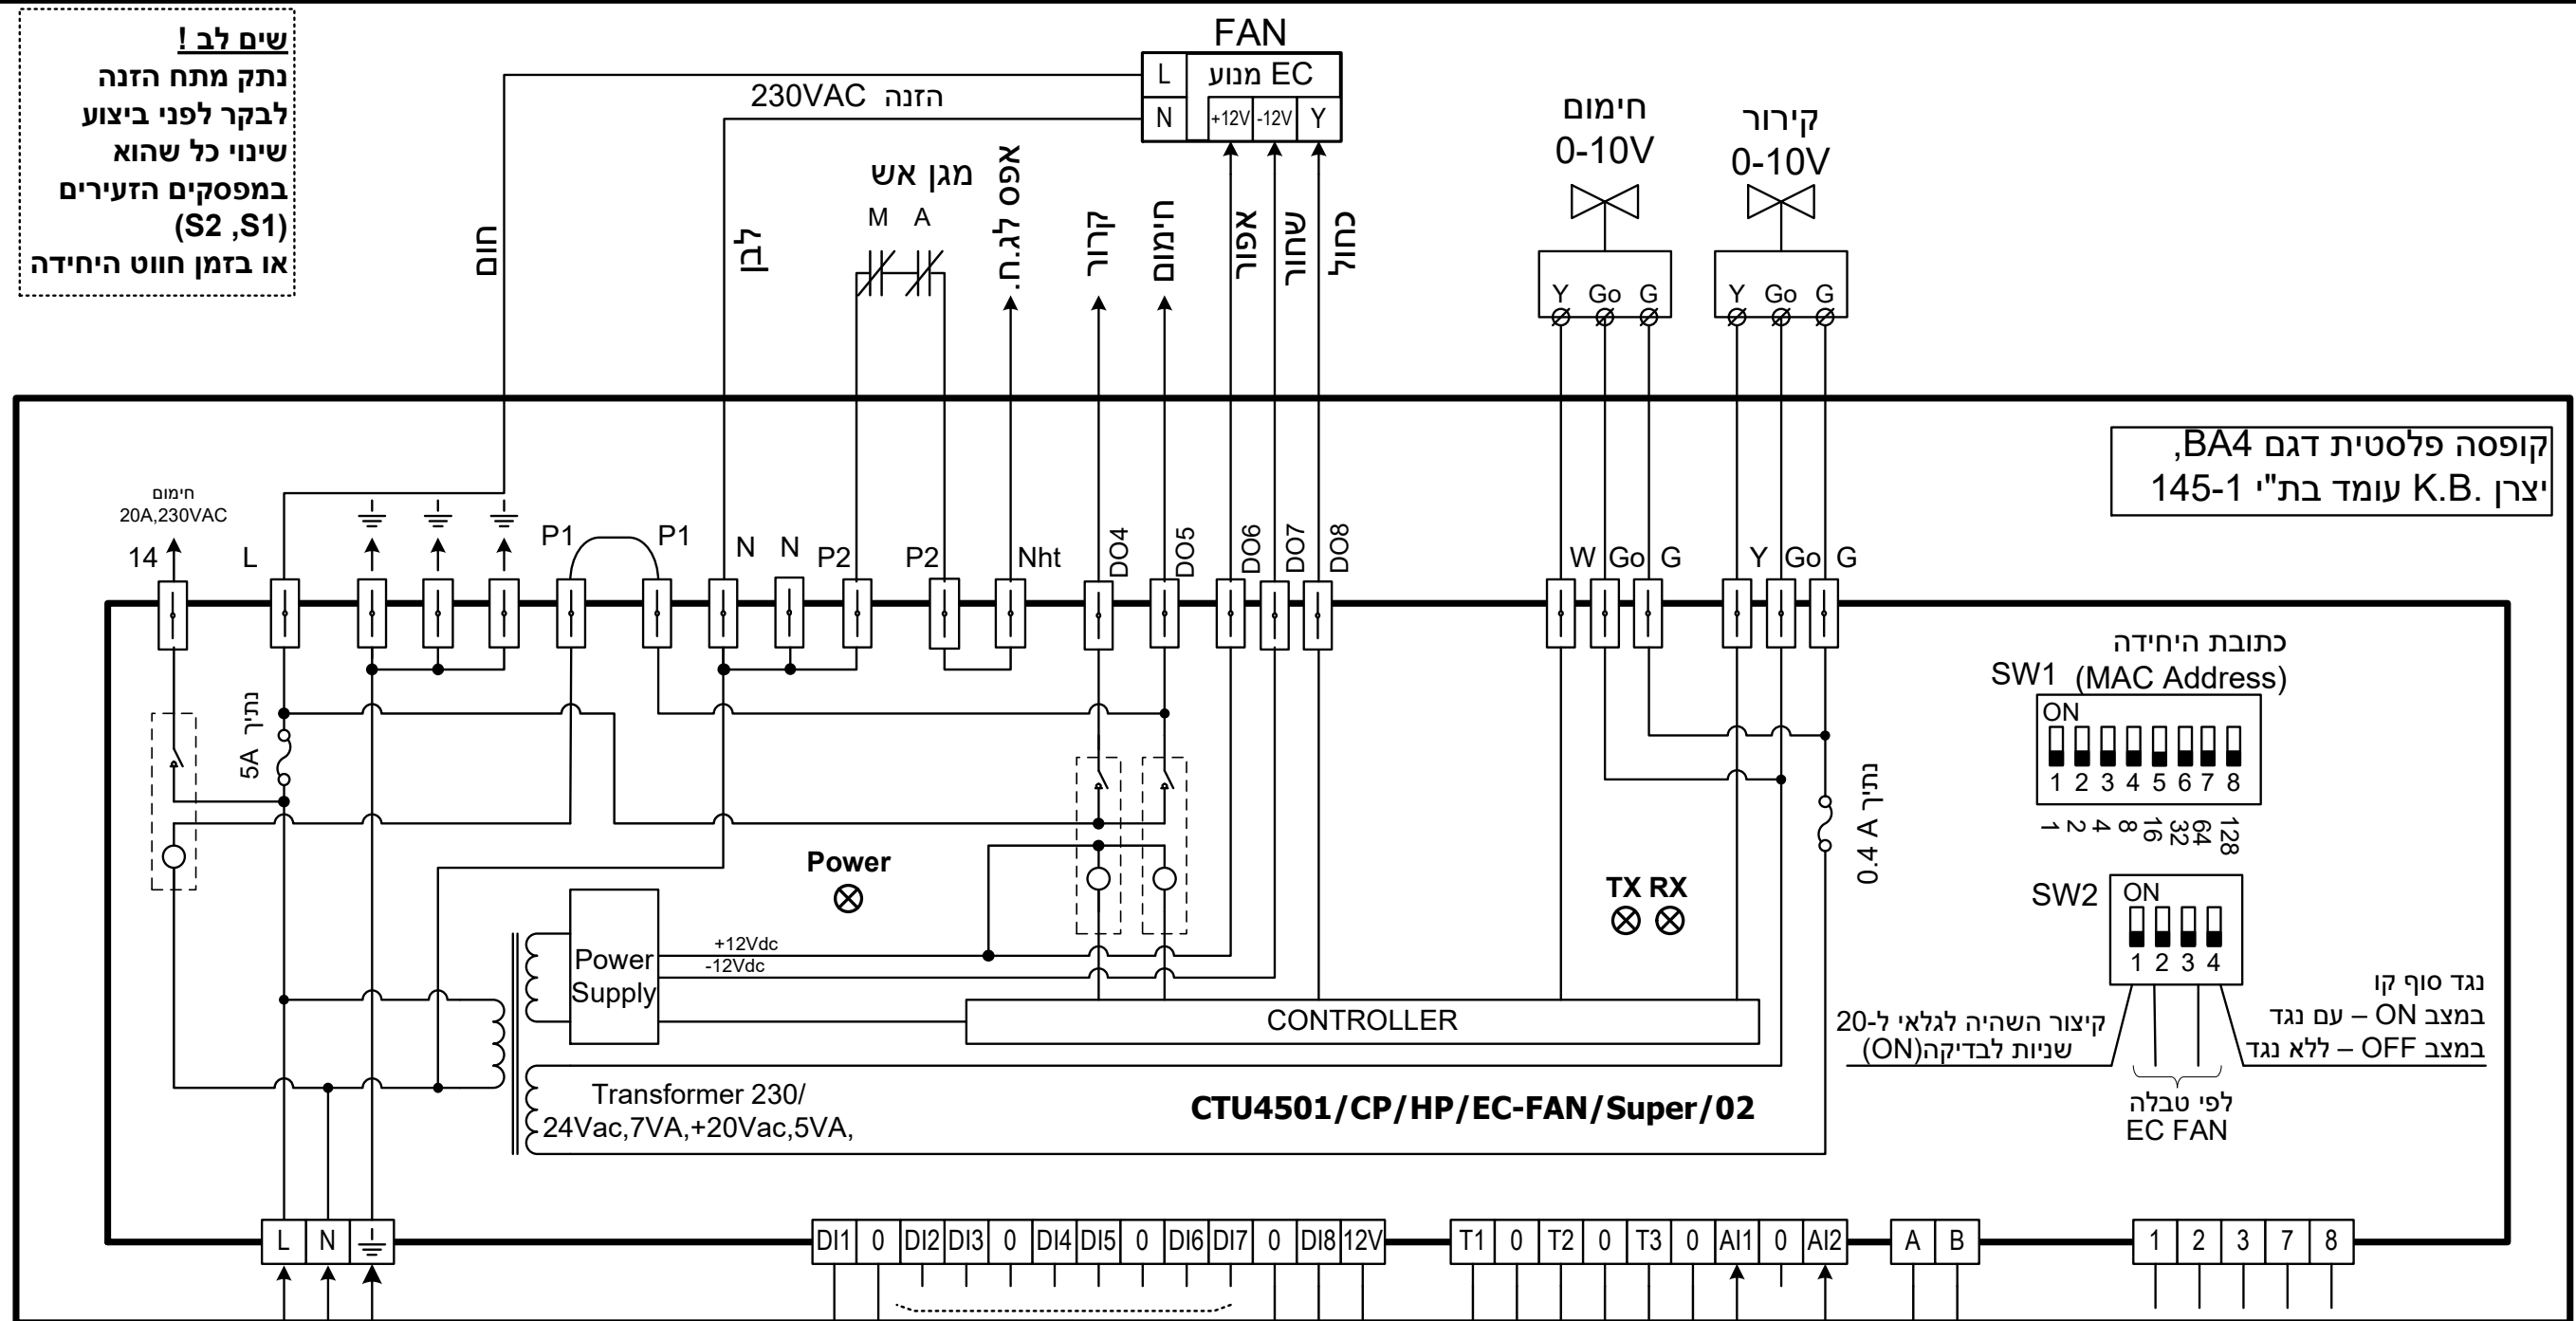 שים לב !
נתק מתח הזנה
לבקר לפני ביצוע
שינוי כל שהוא
במפסקים הזעירים
(S2 ,S1)
או בזמן חווט היחידה
FAN
L
EC מנוע
N
+12V
-12V
Y
הזנה 230VAC
חום
לבן
מגן אש
M A
אפס לג.ח.
קרור
חימום
אפור
שחור
כחול
חימום
0-10V
Y Go G
קירור
0-10V
Y Go G
קופסה פלסטית דגם BA4,
יצרן K.B. עומד בת"י 145-1
חימום
20A,230VAC
14
L
P1
P1
N
N
P2
P2
Nht
DO4
DO5
DO6
DO7
DO8
W Go G
Y Go G
נתיך 5A
נתיך 0.4 A
Power
TX RX
כתובת היחידה
SW1 (MAC Address)
ON
1 2 3 4 5 6 7 8
1 2 4 8 16 32 64 128
SW2
ON
1 2 3 4
נגד סוף קו
במצב ON – עם נגד
במצב OFF – ללא נגד
קיצור השהיה לגלאי ל-20
שניות לבדיקה(ON)
לפי טבלה
EC FAN
Power
Supply
+12Vdc
-12Vdc
CONTROLLER
Transformer 230/
24Vac,7VA,+20Vac,5VA,
CTU4501/CP/HP/EC-FAN/Super/02
L N
DI1 0 DI2 DI3 0 DI4 DI5 0 DI6 DI7 0 DI8 12V
T1 0 T2 0 T3 0 AI1 0 AI2
A B
1 2 3 7 8